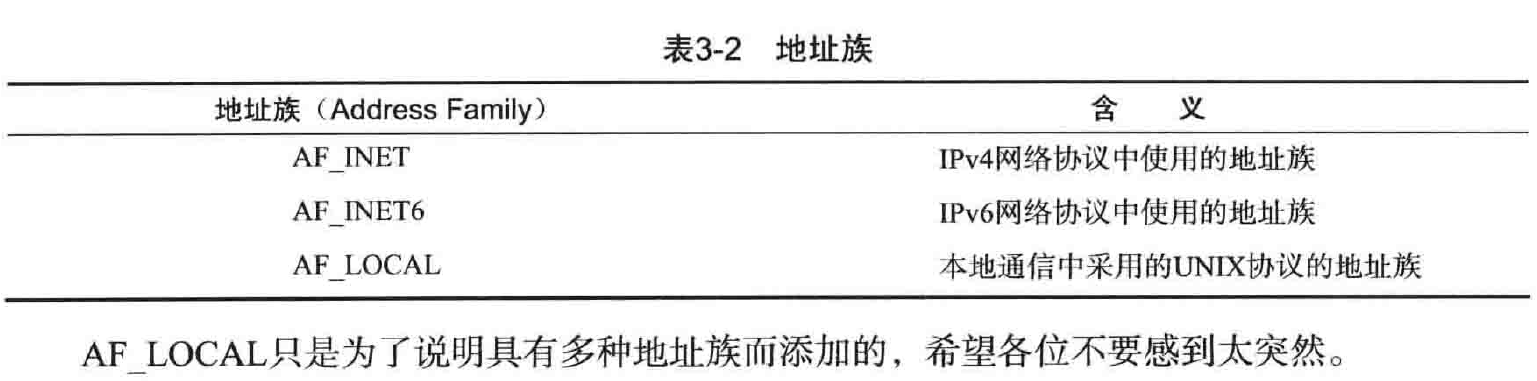 表3-2 地址族
地址族（Address Family） 含 义
AF_INET IPv4网络协议中使用的地址族
AF_INET6 IPv6网络协议中使用的地址族
AF_LOCAL 本地通信中采用的UNIX协议的地址族
AF_LOCAL只是为了说明具有多种地址族而添加的，希望各位不要感到太突然。